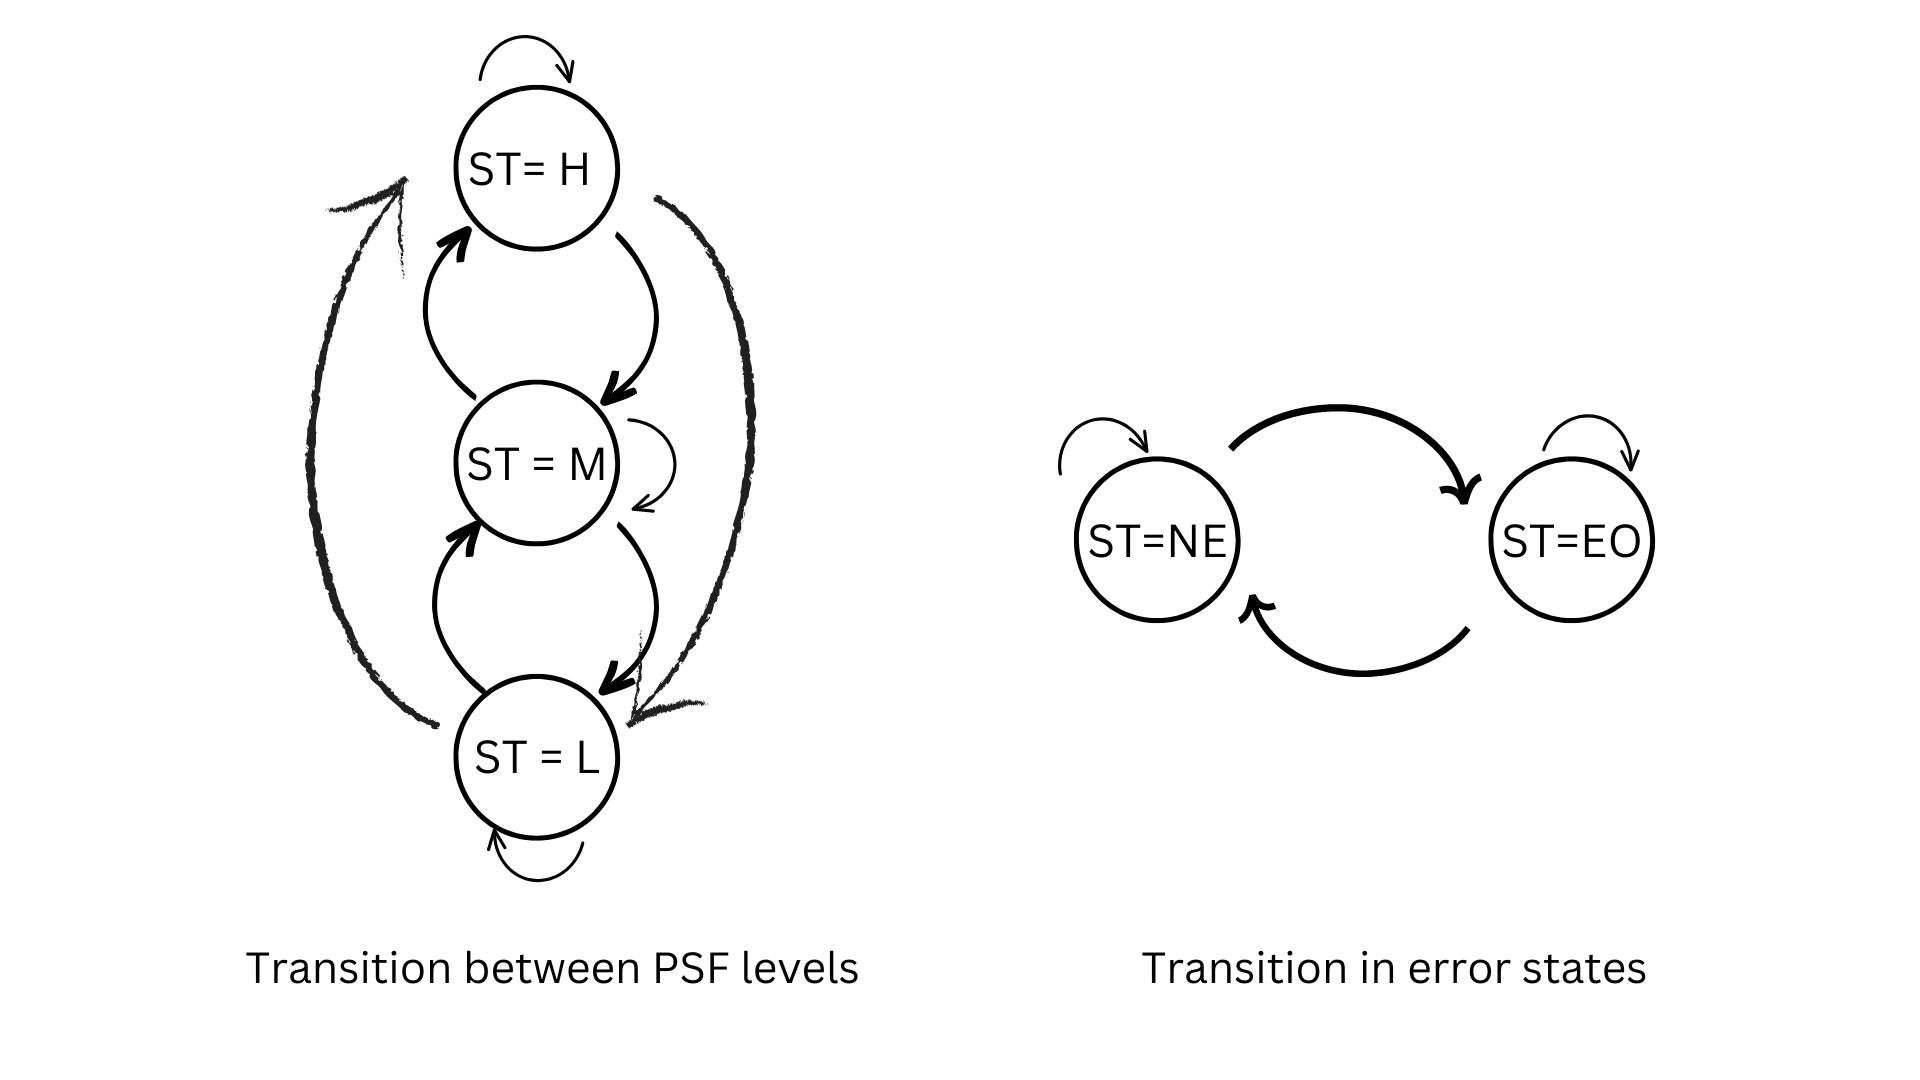 ST= H
ST = M
ST = L
Transition between PSF levels
ST=NE
ST=EO
Transition in error states